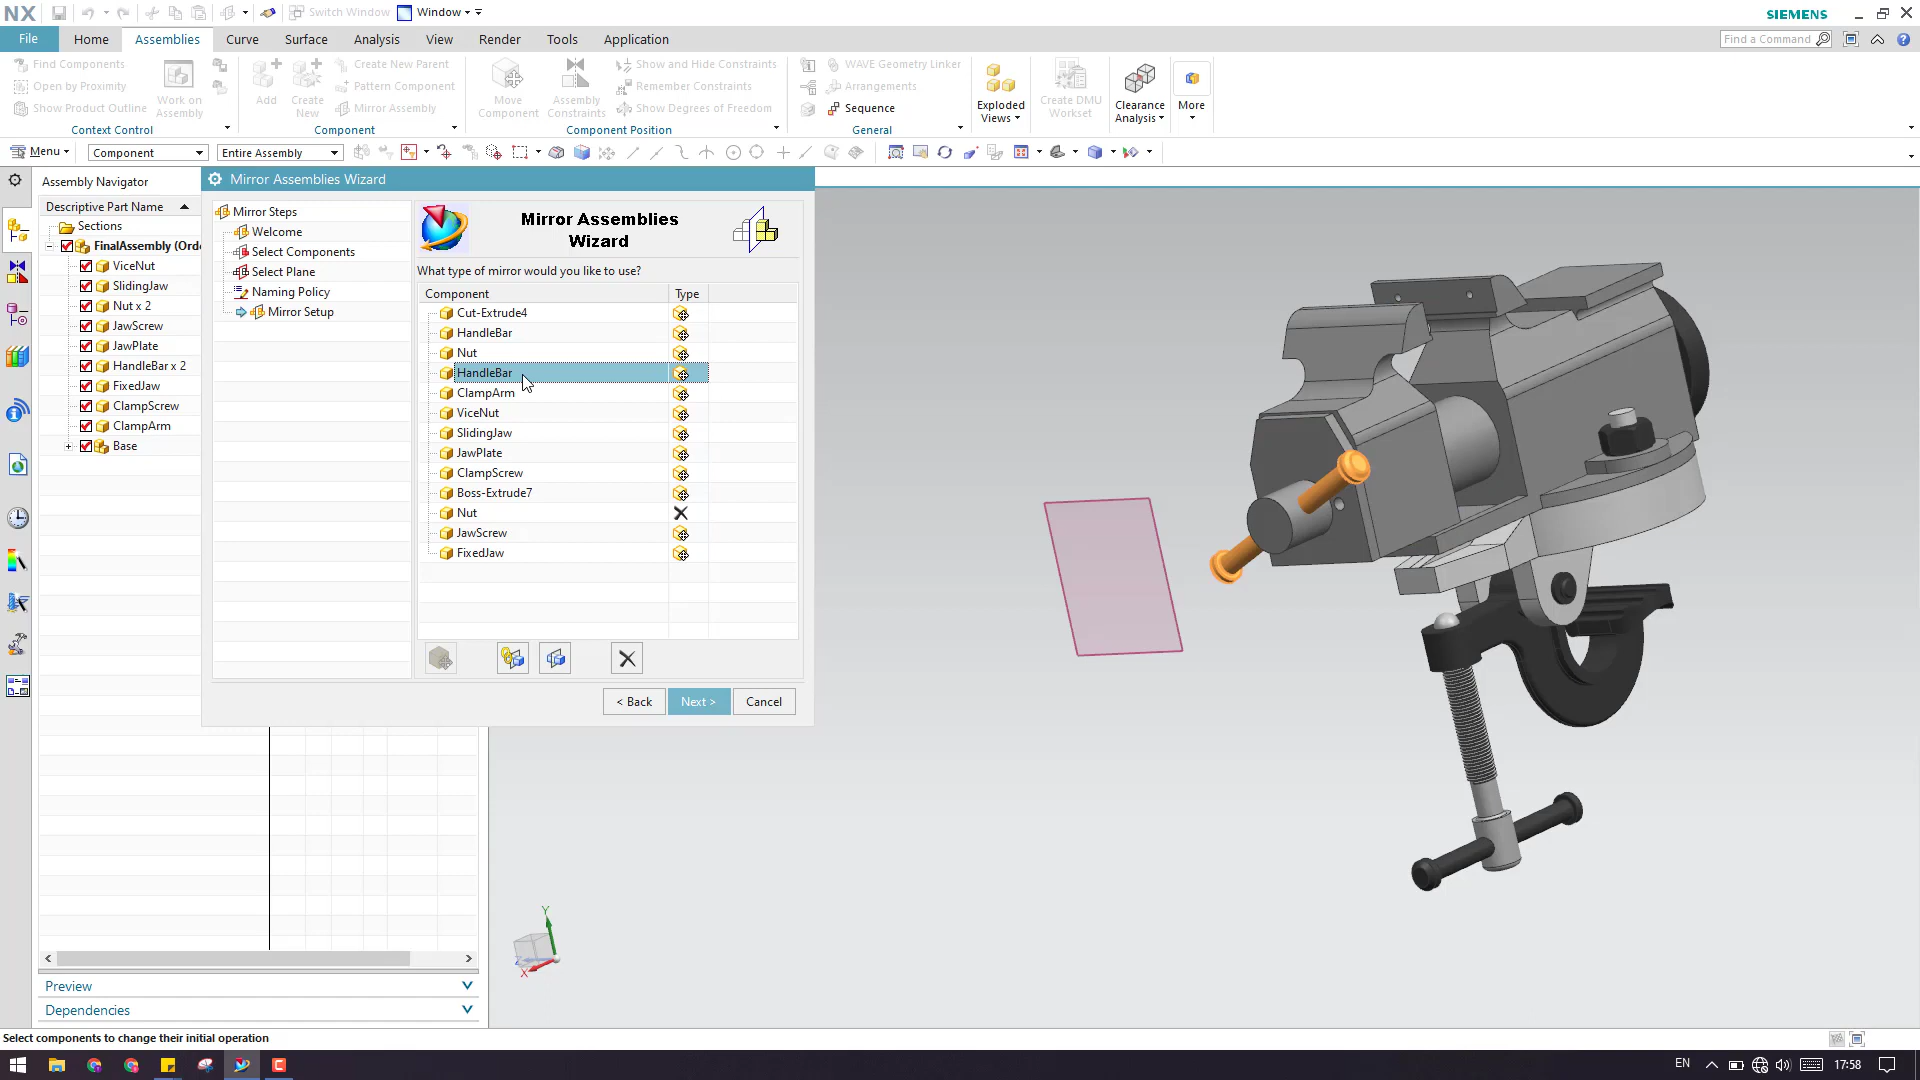 NX
Switch Window
Window
SIEMENS
File
Home
Assemblies
Curve
Surface
Analysis
View
Render
Tools
Application
Find a Command
Find Components
Open by Proximity
Show Product Outline
Work on
Assembly
Context Control
Add
Create
New
Create New Parent
Pattern Component
Mirror Assembly
Component
Move
Component
Assembly
Constraints
Show and Hide Constraints
Remember Constraints
Show Degrees of Freedom
Component Position
WAVE Geometry Linker
Arrangements
Sequence
General
Exploded
Views
Create DMU
Workset
Clearance
Analysis
More
Menu
Component
Entire Assembly
Assembly Navigator
Descriptive Part Name
Sections
FinalAssembly (Orde
ViceNut
SlidingJaw
Nut x 2
JawScrew
JawPlate
HandleBar x 2
FixedJaw
ClampScrew
ClampArm
Base
Mirror Assemblies Wizard
Mirror Steps
Welcome
Select Components
Select Plane
Naming Policy
Mirror Setup
Mirror Assemblies
Wizard
What type of mirror would you like to use?
Component
Type
Cut-Extrude4
HandleBar
Nut
HandleBar
ClampArm
ViceNut
SlidingJaw
JawPlate
ClampScrew
Boss-Extrude7
Nut
JawScrew
FixedJaw
< Back
Next >
Cancel
Y
Z
X
Preview
Dependencies
Select components to change their initial operation
EN
17:58